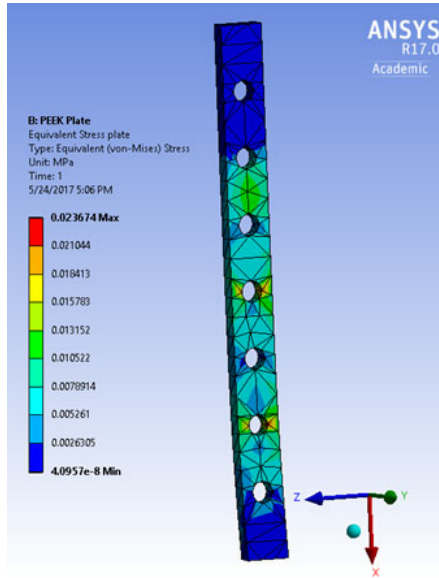 ANSYS
R17.0
Academic
B: PEEK Plate
Equivalent Stress plate
Type: Equivalent (von-Mises) Stress
Unit: MPa
Time: 1
5/24/2017 5:06 PM
0.023674 Max
0.021044
0.018413
0.015783
0.013152
0.010522
0.0078914
0.005261
0.0026305
4.0957e-8 Min
Z
Y
X